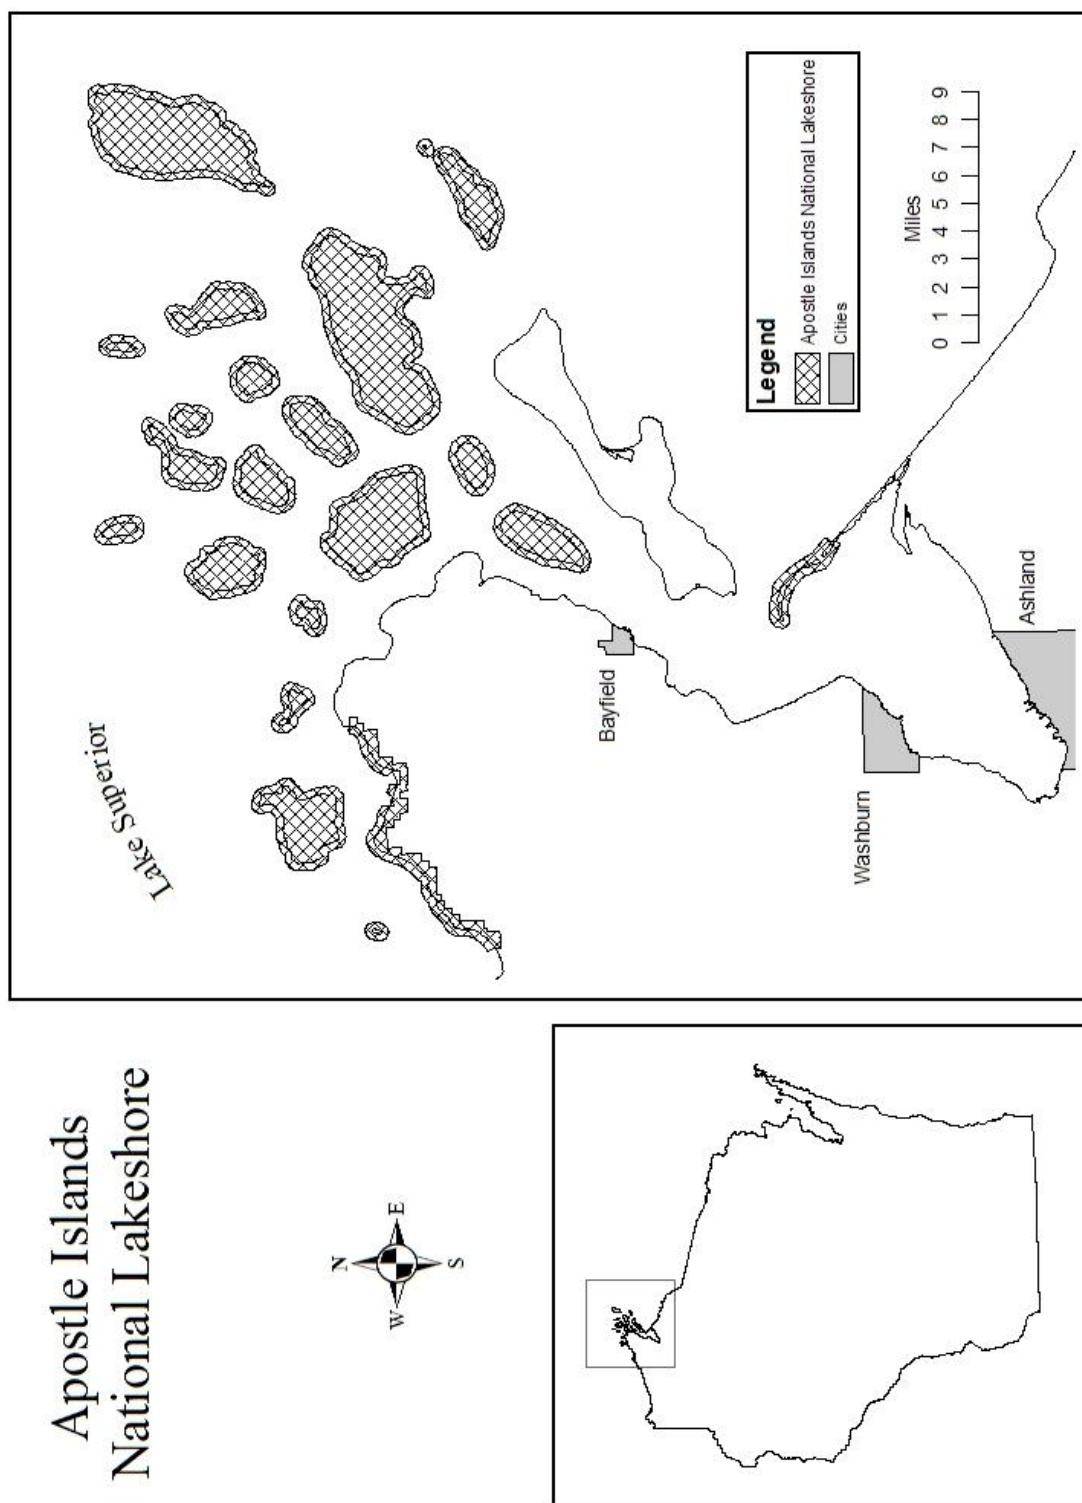 Apostle Islands
National Lakeshore
N
W
E
S
Lake Superior
Bayfield
Washburn
Ashland
Legend
Apostle Islands National Lakeshore
Cities
Miles
0 1 2 3 4 5 6 7 8 9